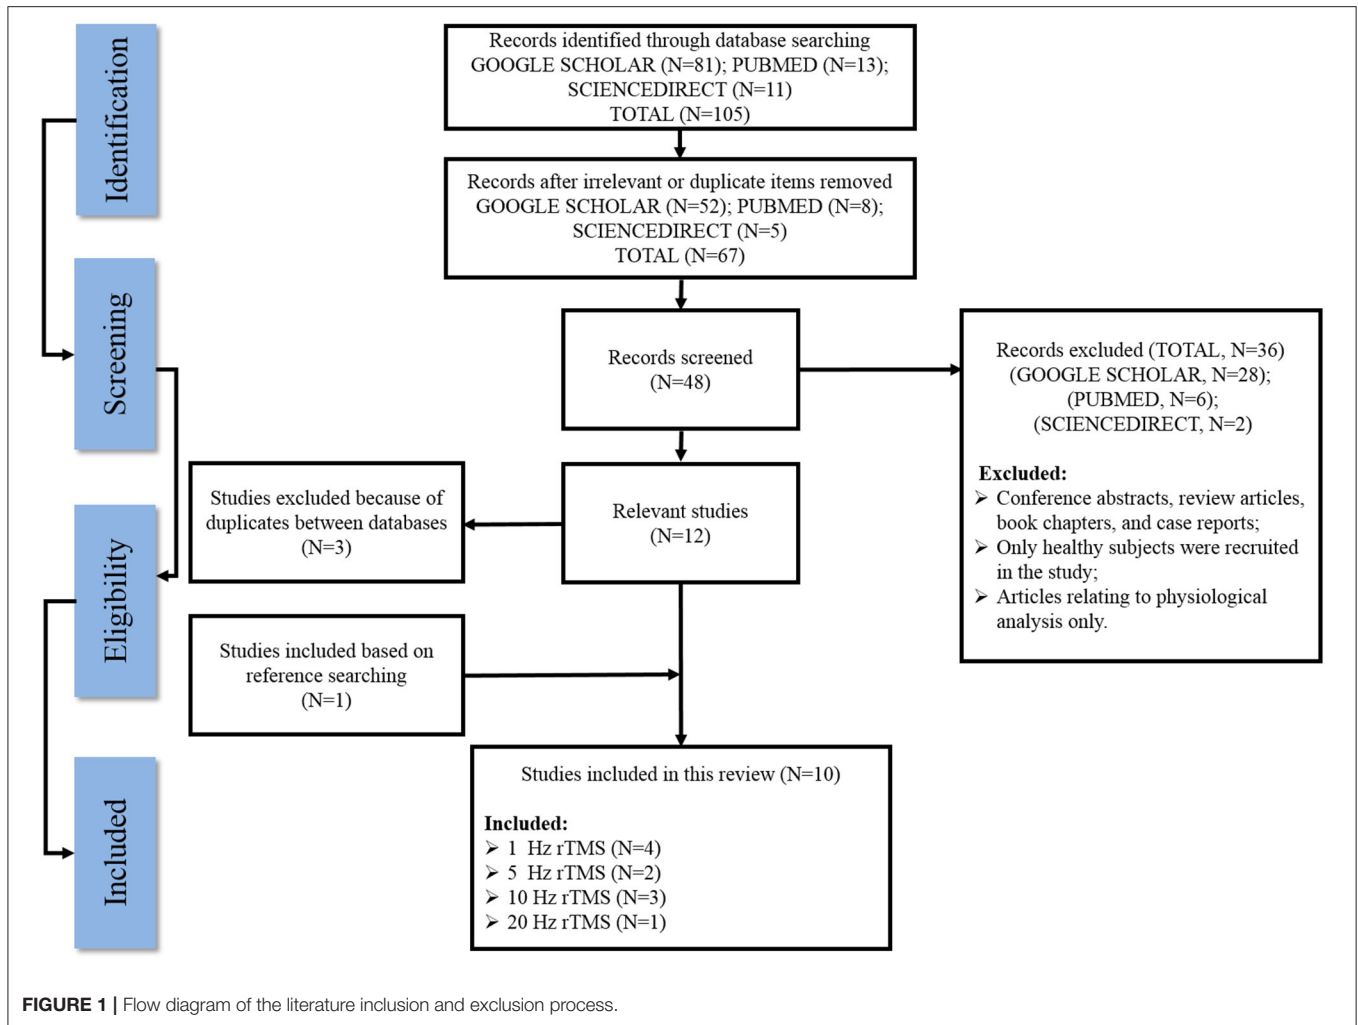 Identification
Records identified through database searching
GOOGLE SCHOLAR (N=81); PUBMED (N=13);
SCIENCEDIRECT (N=11)
TOTAL (N=105)
Records after irrelevant or duplicate items removed
GOOGLE SCHOLAR (N=52); PUBMED (N=8);
SCIENCEDIRECT (N=5)
TOTAL (N=67)
Screening
Records screened
(N=48)
Records excluded (TOTAL, N=36)
(GOOGLE SCHOLAR, N=28);
(PUBMED, N=6);
(SCIENCEDIRECT, N=2)
Excluded:
➢ Conference abstracts, review articles,
book chapters, and case reports;
➢ Only healthy subjects were recruited
in the study;
➢ Articles relating to physiological
analysis only.
Eligibility
Studies excluded because of
duplicates between databases
(N=3)
Relevant studies
(N=12)
Studies included based on
reference searching
(N=1)
Included
Studies included in this review (N=10)
Included:
➢ 1 Hz rTMS (N=4)
➢ 5 Hz rTMS (N=2)
➢ 10 Hz rTMS (N=3)
➢ 20 Hz rTMS (N=1)
FIGURE 1 | Flow diagram of the literature inclusion and exclusion process.